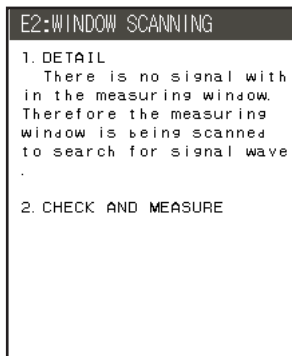 E2:WINDOW SCANNING
1. DETAIL
There is no signal with
in the measuring window.
Therefore the measuring
window is being scanned
to search for signal wave
.
2. CHECK AND MEASURE